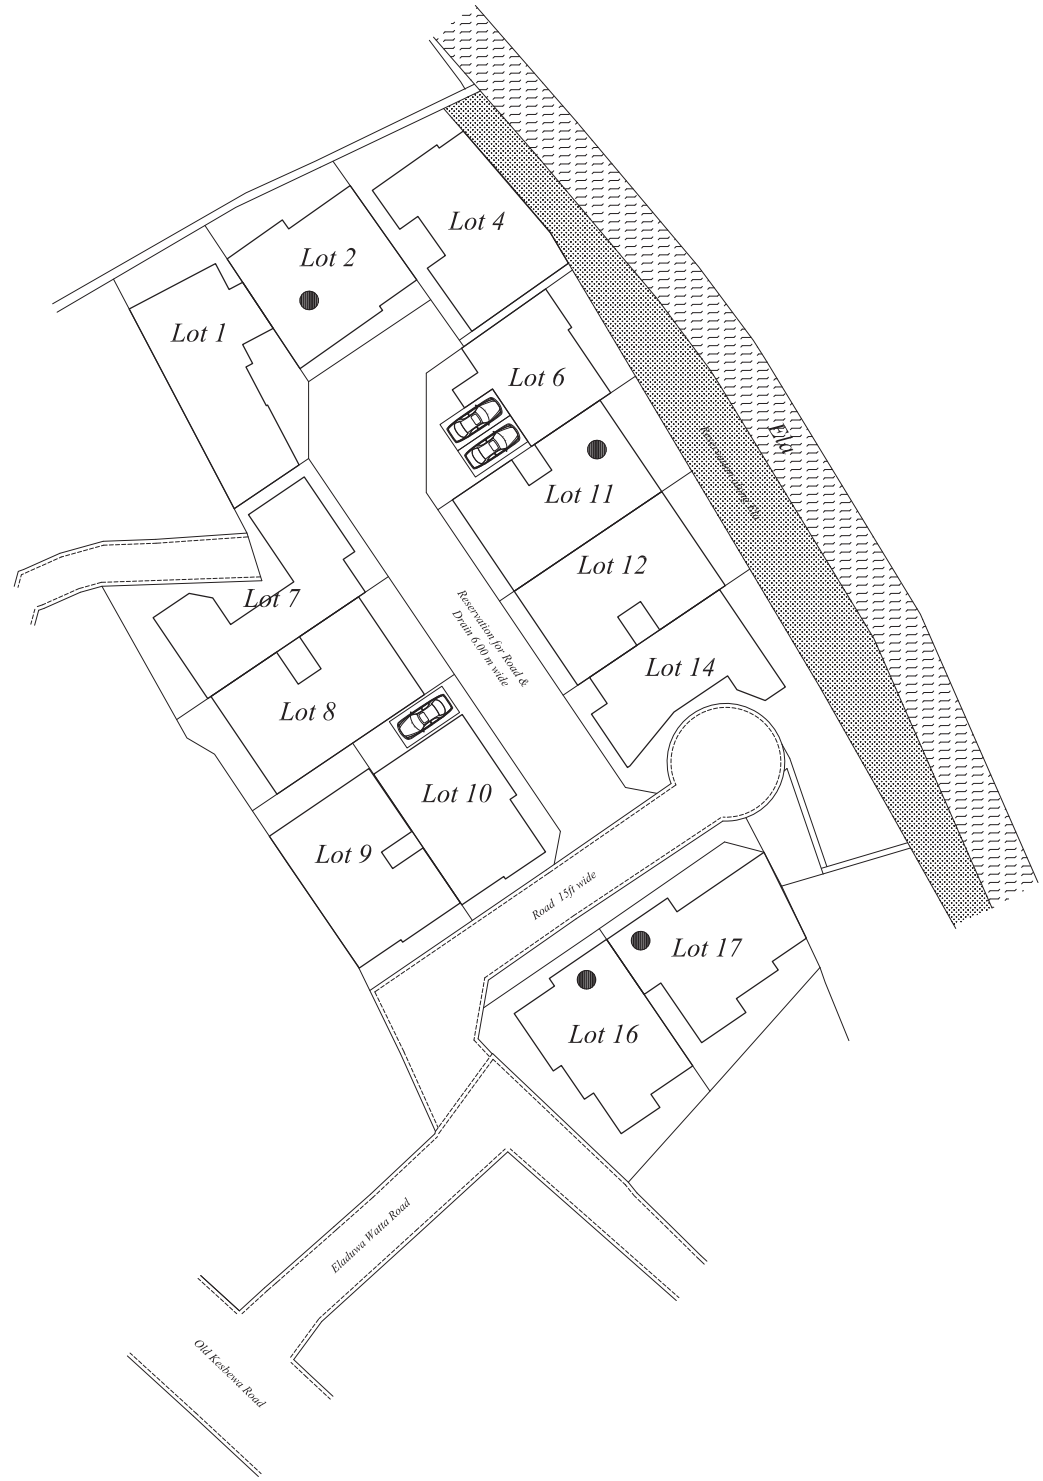 Lot 4
Lot 2
Lot 1
Lot 6
Ela
Lot 11
Lot 12
Lot 7
Reservation for Road &
Drain 6.00 m wide
Lot 14
Lot 8
Lot 10
Lot 9
Road 15ft wide
Lot 17
Lot 16
Eladuwa Watta Road
Old Kesbewa Road